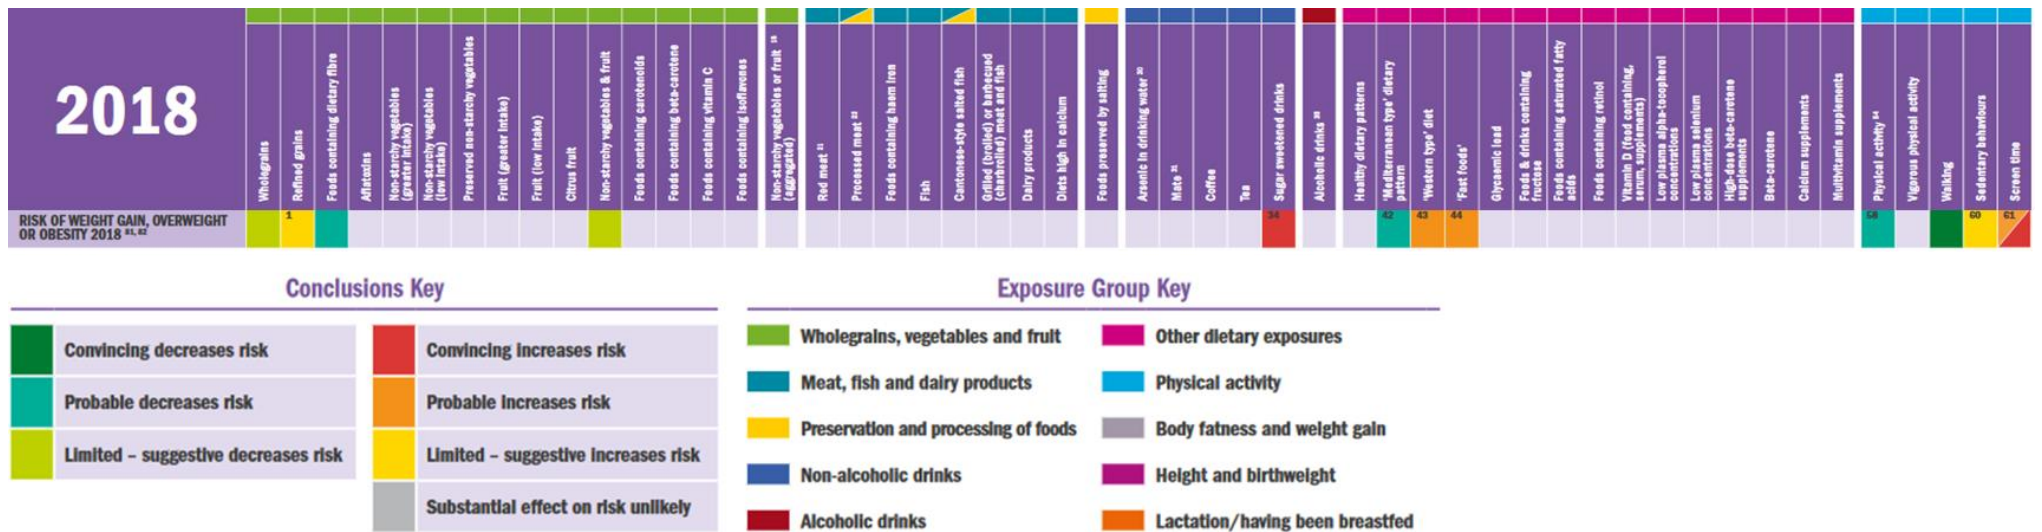 2018
Wholegrains
Refined grains
Foods containing dietary fibre
Aflatoxins
Non-starchy vegetables
(greater intake)
Non-starchy vegetables
(low intake)
Preserved non-starchy vegetables
Fruit (greater intake)
Fruit (low intake)
Citrus fruit
Non-starchy vegetables & fruit
Foods containing carotenoids
Foods containing beta-carotene
Foods containing vitamin C
Foods containing isoflavones
Non-starchy vegetables or fruit
(aggregated)
Red meat 21
Processed meat 22
Foods containing haem iron
Fish
Cantonese-style salted fish
Grilled (broiled) or barbecued
(charbroiled) meat and fish
Dairy products
Diets high in calcium
Foods preserved by salting
Arsenic in drinking water 30
Mate 31
Coffee
Tea
Sugar sweetened drinks
Alcoholic drinks
Healthy dietary patterns
'Mediterranean type' dietary
pattern
'Western type' diet
'Fast foods'
Glycaemic load
Foods & drinks containing
fructose
Foods containing saturated fatty
acids
Foods containing retinol
Vitamin D (food containing,
serum, supplements)
Low plasma alpha-tocopherol
concentrations
Low plasma selenium
concentrations
High-dose beta-carotene
supplements
Beta-carotene
Calcium supplements
Multivitamin supplements
Physical activity 54
Vigorous physical activity
Walking
Sedentary behaviours
Screen time
RISK OF WEIGHT GAIN, OVERWEIGHT
OR OBESITY 2018 61, 62
1
34
42
43
44
58
60
61
Conclusions Key
Convincing decreases risk
Probable decreases risk
Limited – suggestive decreases risk
Convincing increases risk
Probable increases risk
Limited – suggestive increases risk
Substantial effect on risk unlikely
Exposure Group Key
Wholegrains, vegetables and fruit
Meat, fish and dairy products
Preservation and processing of foods
Non-alcoholic drinks
Alcoholic drinks
Other dietary exposures
Physical activity
Body fatness and weight gain
Height and birthweight
Lactation/having been breastfed